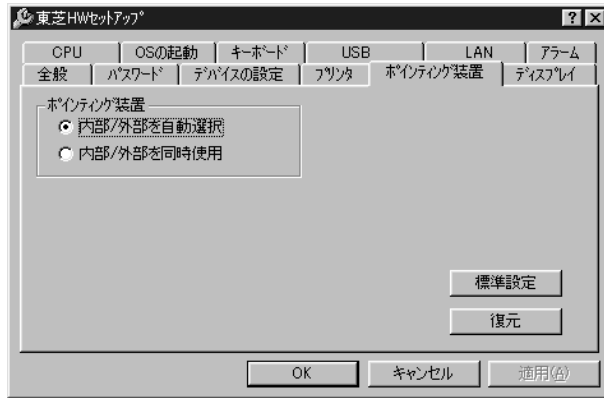 東芝HWセットアップ
CPU OSの起動 キーボード USB LAN アラーム
全般 パスワード デバイスの設定 プリンタ ポインティング装置 ディスプレイ
ポインティング装置
内部/外部を自動選択
内部/外部を同時使用
標準設定
復元
OK キャンセル 適用(A)